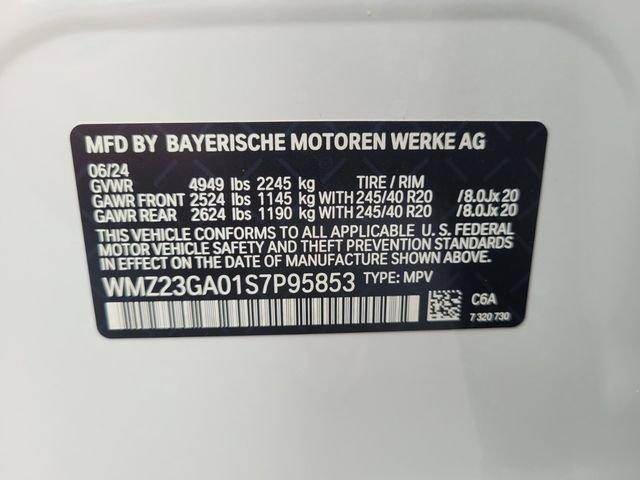 MFD BY BAYERISCHE MOTOREN WERKE AG
06/24
GVWR 4949 lbs 2245 kg TIRE / RIM
GAWR FRONT 2524 lbs 1145 kg WITH 245/40 R20 /8.0Jx20
GAWR REAR 2624 lbs 1190 kg WITH 245/40 R20 /8.0Jx20
THIS VEHICLE CONFORMS TO ALL APPLICABLE U. S. FEDERAL
MOTOR VEHICLE SAFETY AND THEFT PREVENTION STANDARDS
IN EFFECT ON THE DATE OF MANUFACTURE SHOWN ABOVE.
WMZ23GA01S7P95853 TYPE: MPV
C6A
7 320 730